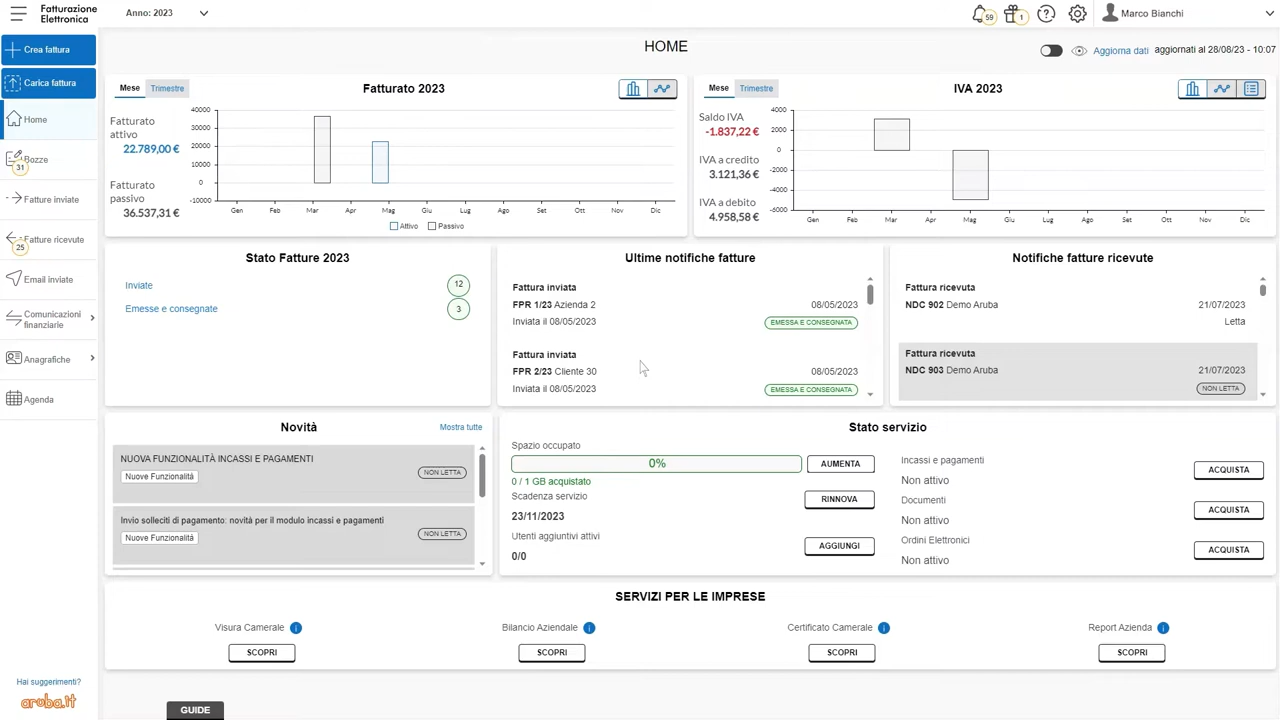 Fatturazione
Elettronica
Anno: 2023
59
1
Marco Bianchi
Crea fattura
Carica fattura
Home
Bozze
31
Fatture inviate
Fatture ricevute
25
Email inviate
Comunicazioni
finanziarie
Anagrafiche
Agenda
Hai suggerimenti?
aruba.it
HOME
Aggiorna dati
aggiornati al 28/08/23 - 10:07
Mese
Trimestre
Fatturato 2023
Fatturato
attivo
22.789,00 €
Fatturato
passivo
36.537,31 €
40000
30000
20000
10000
0
-10000
Gen Feb Mar Apr Mag Giu Lug Ago Set Ott Nov Dic
Attivo Passivo
Mese
Trimestre
IVA 2023
Saldo IVA
-1.837,22 €
IVA a credito
3.121,36 €
IVA a debito
4.958,58 €
4000
2000
0
-2000
-4000
-6000
Gen Feb Mar Apr Mag Giu Lug Ago Set Ott Nov Dic
Stato Fatture 2023
Inviate 12
Emesse e consegnate 3
Ultime notifiche fatture
Fattura inviata
FPR 1/23 Azienda 2 08/05/2023
Inviata il 08/05/2023 EMESSA E CONSEGNATA
Fattura inviata
FPR 2/23 Cliente 30 08/05/2023
Inviata il 08/05/2023 EMESSA E CONSEGNATA
Notifiche fatture ricevute
Fattura ricevuta
NDC 902 Demo Aruba 21/07/2023
Letta
Fattura ricevuta
NDC 903 Demo Aruba 21/07/2023
NON LETTA
Novità
Mostra tutte
NUOVA FUNZIONALITÀ INCASSI E PAGAMENTI
Nuove Funzionalità
NON LETTA
Invio solleciti di pagamento: novità per il modulo incassi e pagamenti
Nuove Funzionalità
NON LETTA
Stato servizio
Spazio occupato
0%
AUMENTA
0 / 1 GB acquistato
Scadenza servizio
23/11/2023
RINNOVA
Utenti aggiuntivi attivi
0/0
AGGIUNGI
Incassi e pagamenti
Non attivo
ACQUISTA
Documenti
Non attivo
ACQUISTA
Ordini Elettronici
Non attivo
ACQUISTA
SERVIZI PER LE IMPRESE
Visura Camerale
SCOPRI
Bilancio Aziendale
SCOPRI
Certificato Camerale
SCOPRI
Report Azienda
SCOPRI
GUIDE